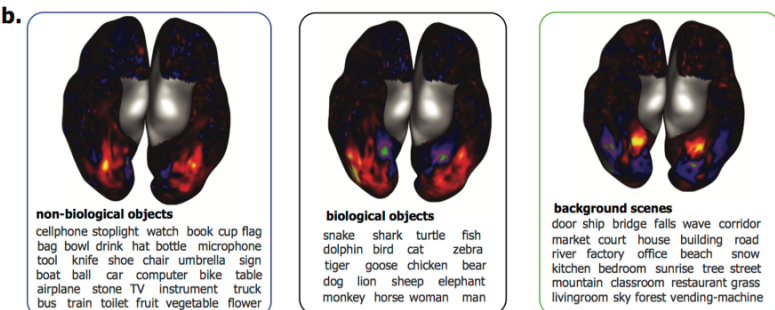 b.
non-biological objects
cellphone stoplight watch book cup flag
bag bowl drink hat bottle microphone
tool knife shoe chair umbrella sign
boat ball car computer bike table
airplane stone TV instrument truck
bus train toilet fruit vegetable flower
biological objects
snake shark turtle fish
dolphin bird cat zebra
tiger goose chicken bear
dog lion sheep elephant
monkey horse woman man
background scenes
door ship bridge falls wave corridor
market court house building road
river factory office beach snow
kitchen bedroom sunrise tree street
mountain classroom restaurant grass
livingroom sky forest vending-machine